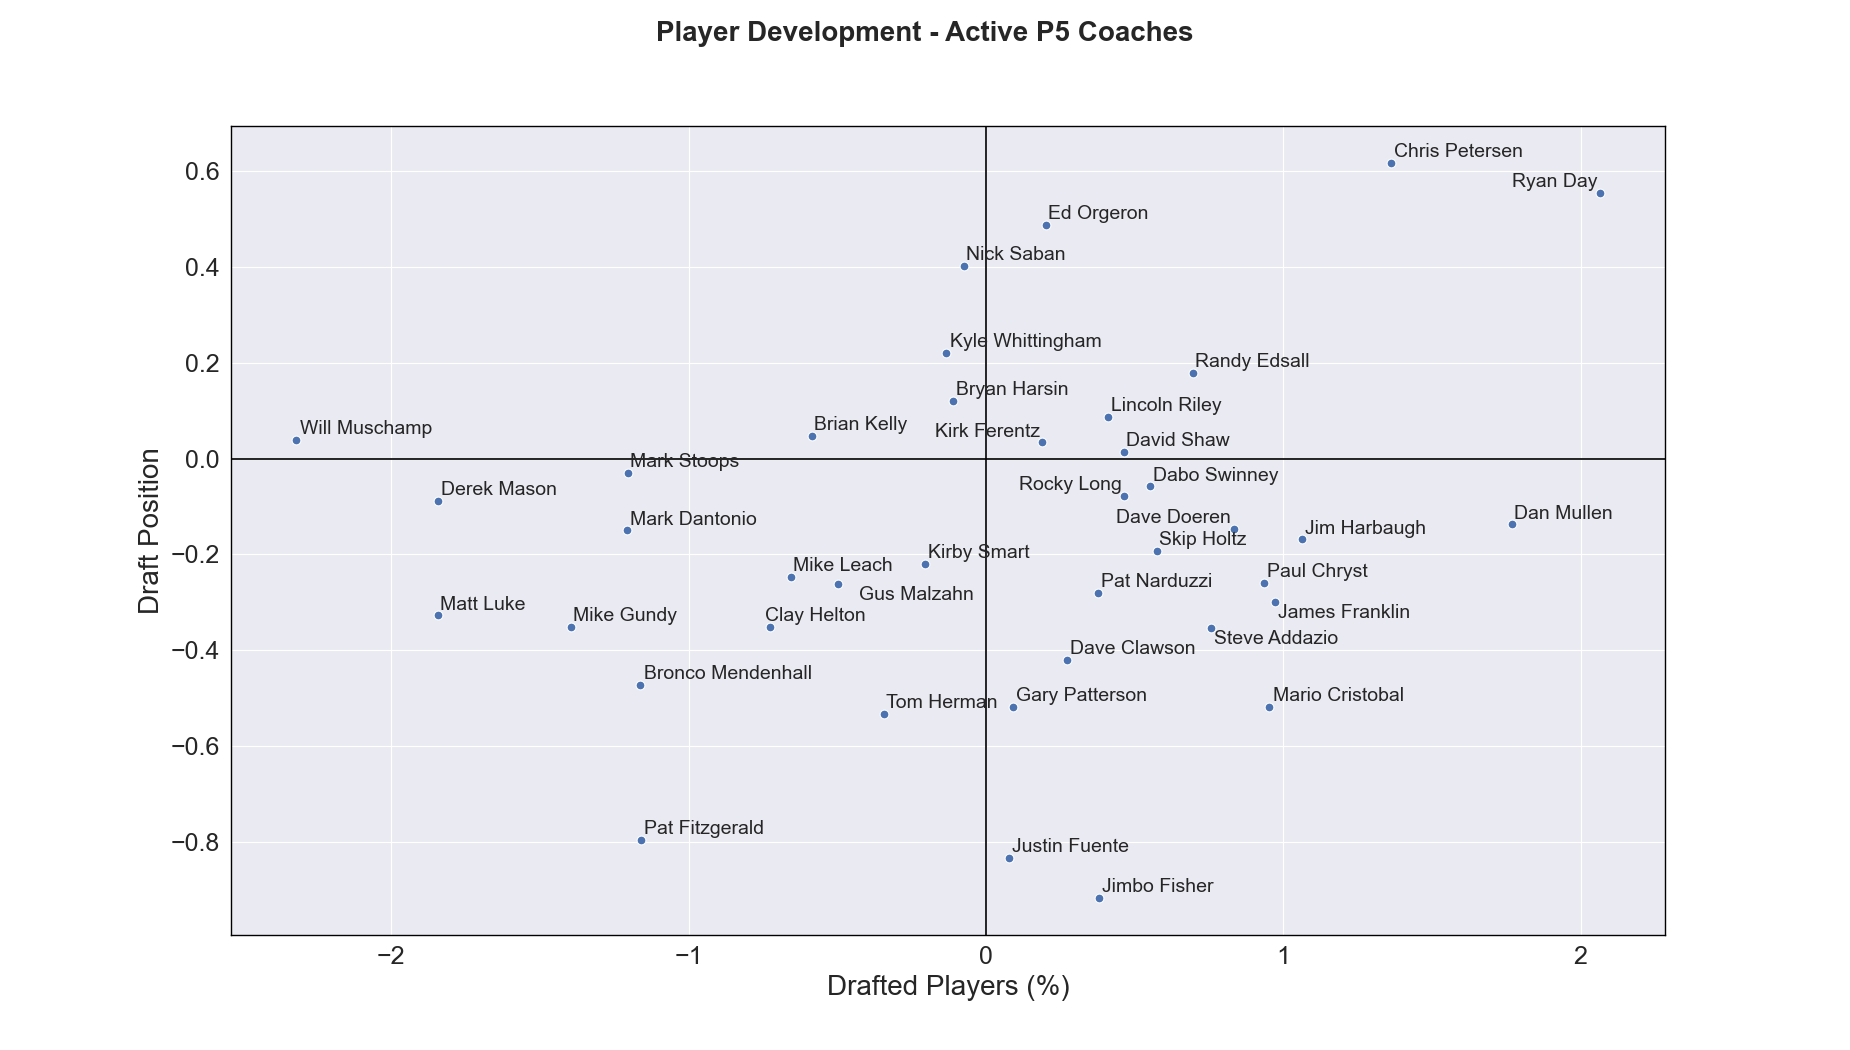 Player Development - Active P5 Coaches
Chris Petersen
Ryan Day
Ed Orgeron
Nick Saban
Kyle Whittingham
Randy Edsall
Bryan Harsin
Lincoln Riley
Brian Kelly
Will Muschamp
Kirk Ferentz
David Shaw
Mark Stoops
Dabo Swinney
Rocky Long
Derek Mason
Dan Mullen
Dave Doeren
Mark Dantonio
Jim Harbaugh
Skip Holtz
Kirby Smart
Mike Leach
Paul Chryst
Pat Narduzzi
Gus Malzahn
Matt Luke
James Franklin
Mike Gundy
Clay Helton
Steve Addazio
Dave Clawson
Bronco Mendenhall
Gary Patterson
Mario Cristobal
Tom Herman
Pat Fitzgerald
Justin Fuente
Jimbo Fisher
0.6
0.4
0.2
0.0
−0.2
−0.4
−0.6
−0.8
Draft Position
−2 −1 0 1 2
Drafted Players (%)